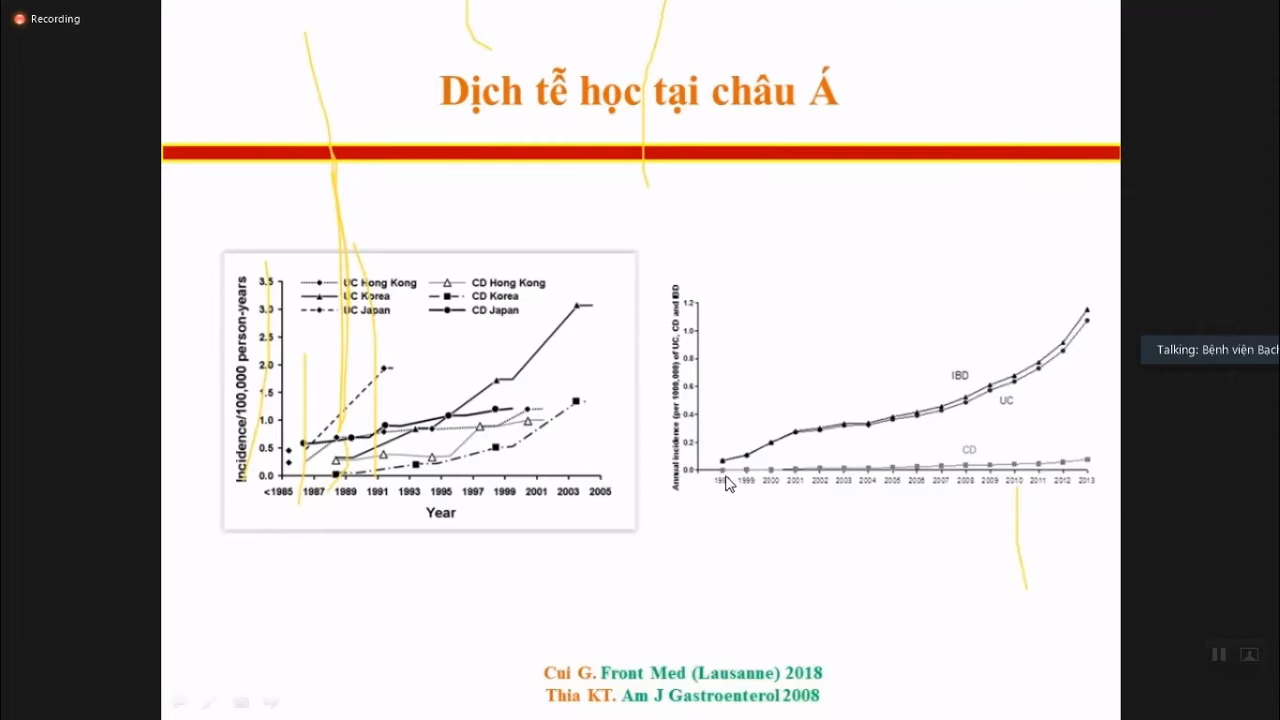 Recording
Dịch tễ học tại châu Á
Incidence/100,000 person-years
3.5
3.0
2.5
2.0
1.5
1.0
0.5
0.0
UC Hong Kong
CD Hong Kong
UC Korea
CD Korea
UC Japan
CD Japan
<1985 1987 1989 1991 1993 1995 1997 1999 2001 2003 2005
Year
Annual incidence (per 1000,000) of UC, CD and IBD
1.2
1.0
0.8
0.6
0.4
0.2
0.0
IBD
UC
CD
1999 2000 2001 2002 2003 2004 2005 2006 2007 2008 2009 2010 2011 2012 2013
Talking: Bệnh viện Bạch
Cui G. Front Med (Lausanne) 2018
Thia KT. Am J Gastroenterol 2008